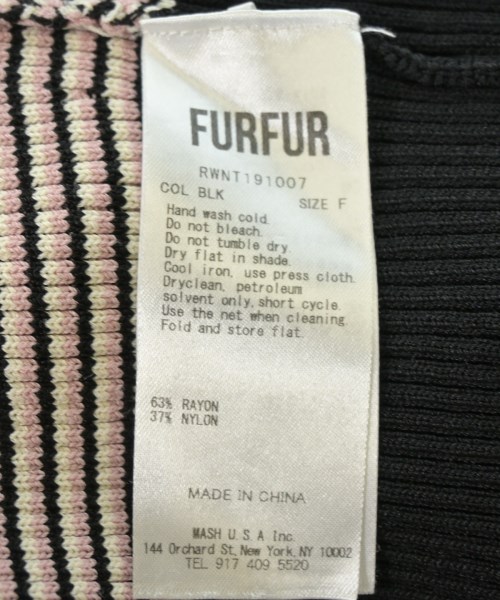 FURFUR
RWNT191007
COL BLK SIZE F
Hand wash cold.
Do not bleach.
Do not tumble dry.
Dry flat in shade.
Cool iron, use press cloth.
Dryclean, petroleum
solvent only, short cycle.
Use the net when cleaning.
Fold and store flat.
63% RAYON
37% NYLON
MADE IN CHINA
MASH U.S.A Inc.
144 Orchard St, New York, NY 10002
TEL 917 409 5520